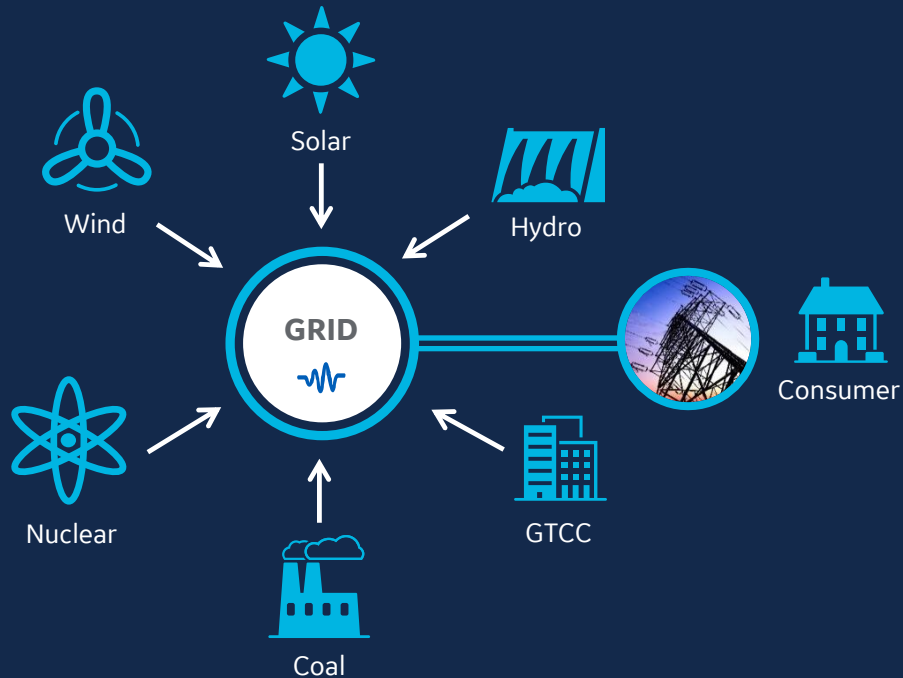 Solar
Wind
Hydro
GRID
Consumer
Nuclear
GTCC
Coal